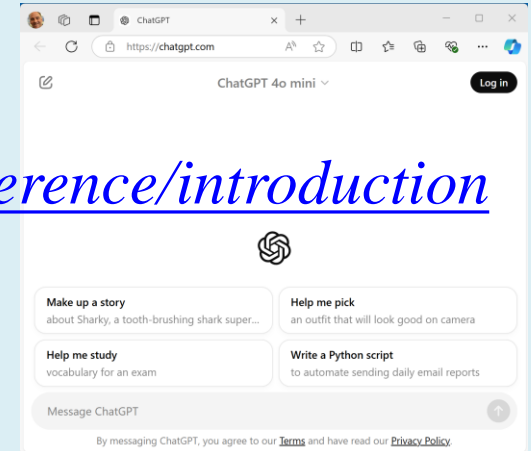 ChatGPT
https://chatgpt.com
ChatGPT 4o mini
Log in
erence/introduction
Make up a story
about Sharky, a tooth-brushing shark super...
Help me pick
an outfit that will look good on camera
Help me study
vocabulary for an exam
Write a Python script
to automate sending daily email reports
Message ChatGPT
By messaging ChatGPT, you agree to our Terms and have read our Privacy Policy.